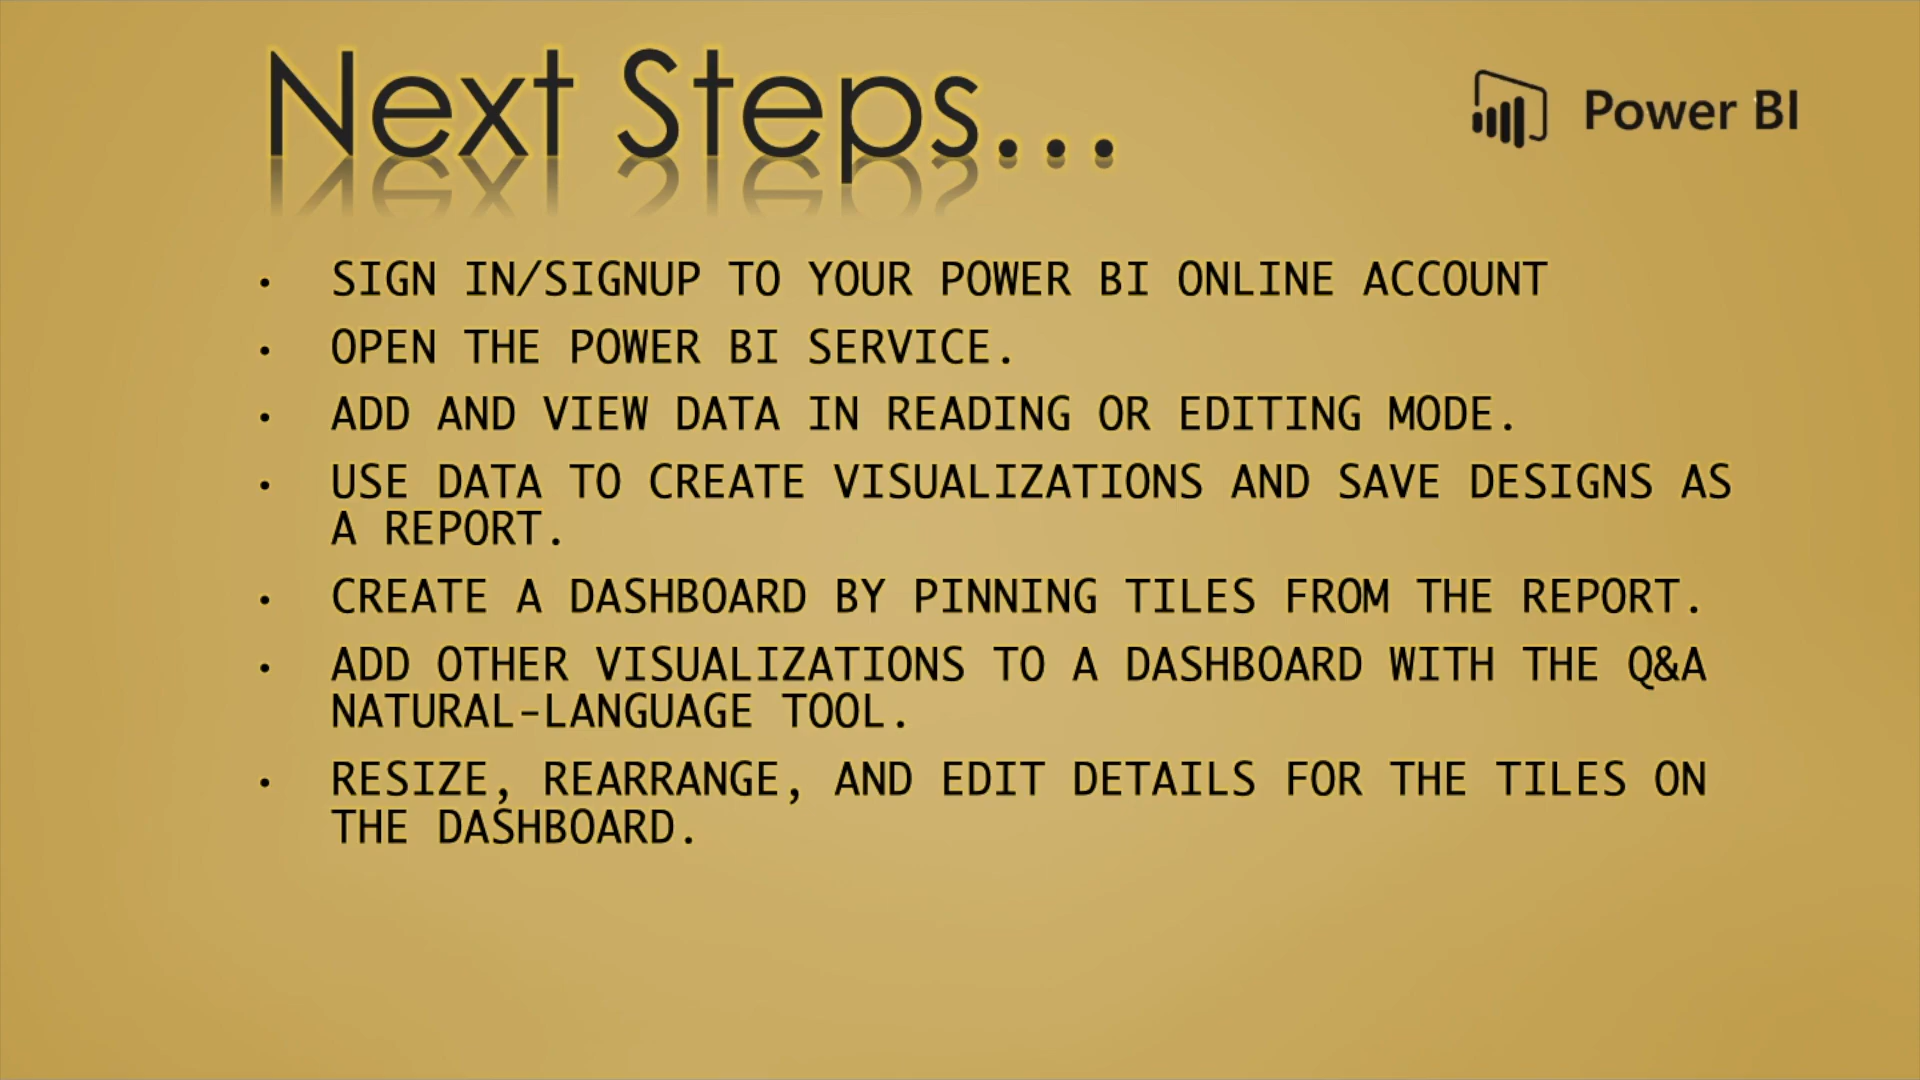 Next Steps...
Power BI
• SIGN IN/SIGNUP TO YOUR POWER BI ONLINE ACCOUNT
• OPEN THE POWER BI SERVICE.
• ADD AND VIEW DATA IN READING OR EDITING MODE.
• USE DATA TO CREATE VISUALIZATIONS AND SAVE DESIGNS AS
A REPORT.
• CREATE A DASHBOARD BY PINNING TILES FROM THE REPORT.
• ADD OTHER VISUALIZATIONS TO A DASHBOARD WITH THE Q&A
NATURAL-LANGUAGE TOOL.
• RESIZE, REARRANGE, AND EDIT DETAILS FOR THE TILES ON
THE DASHBOARD.